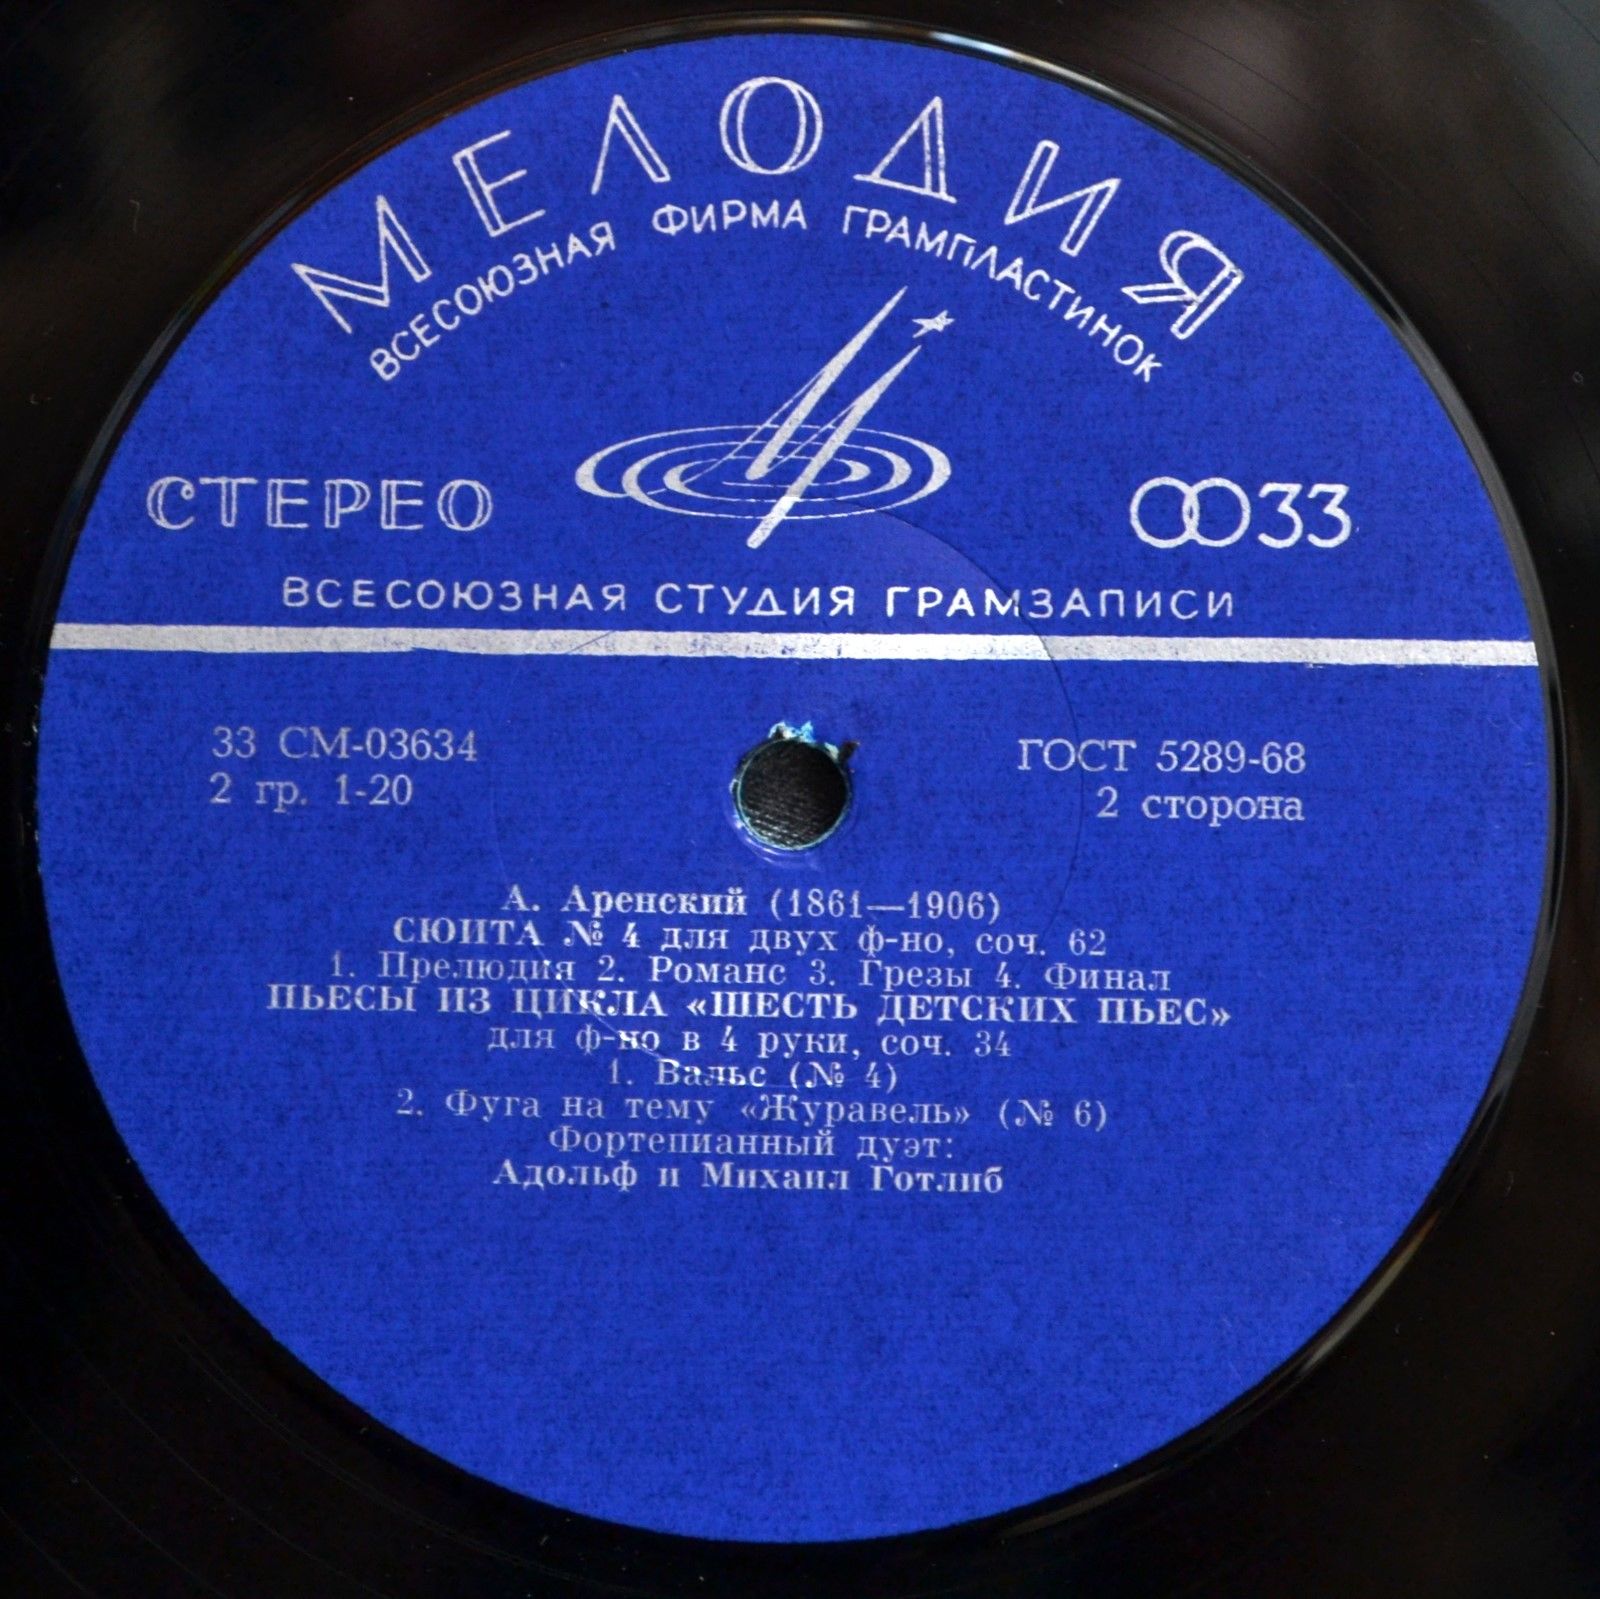 МЕЛОДИЯ
ВСЕСОЮЗНАЯ ФИРМА ГРАМПЛАСТИНОК
СТЕРЕО
33
ВСЕСОЮЗНАЯ СТУДИЯ ГРАМЗАПИСИ
33 СМ-03634
ГОСТ 5289-68
2 гр. 1-20
2 сторона
А. Аренский (1861—1906)
СЮИТА № 4 для двух ф-но, соч. 62
1. Прелюдия 2. Романс 3. Грезы 4. Финал
ПЬЕСЫ ИЗ ЦИКЛА «ШЕСТЬ ДЕТСКИХ ПЬЕС»
для ф-но в 4 руки, соч. 34
1. Вальс (№ 4)
2. Фуга на тему «Журавель» (№ 6)
Фортепианный дуэт:
Адольф и Михаил Готлиб